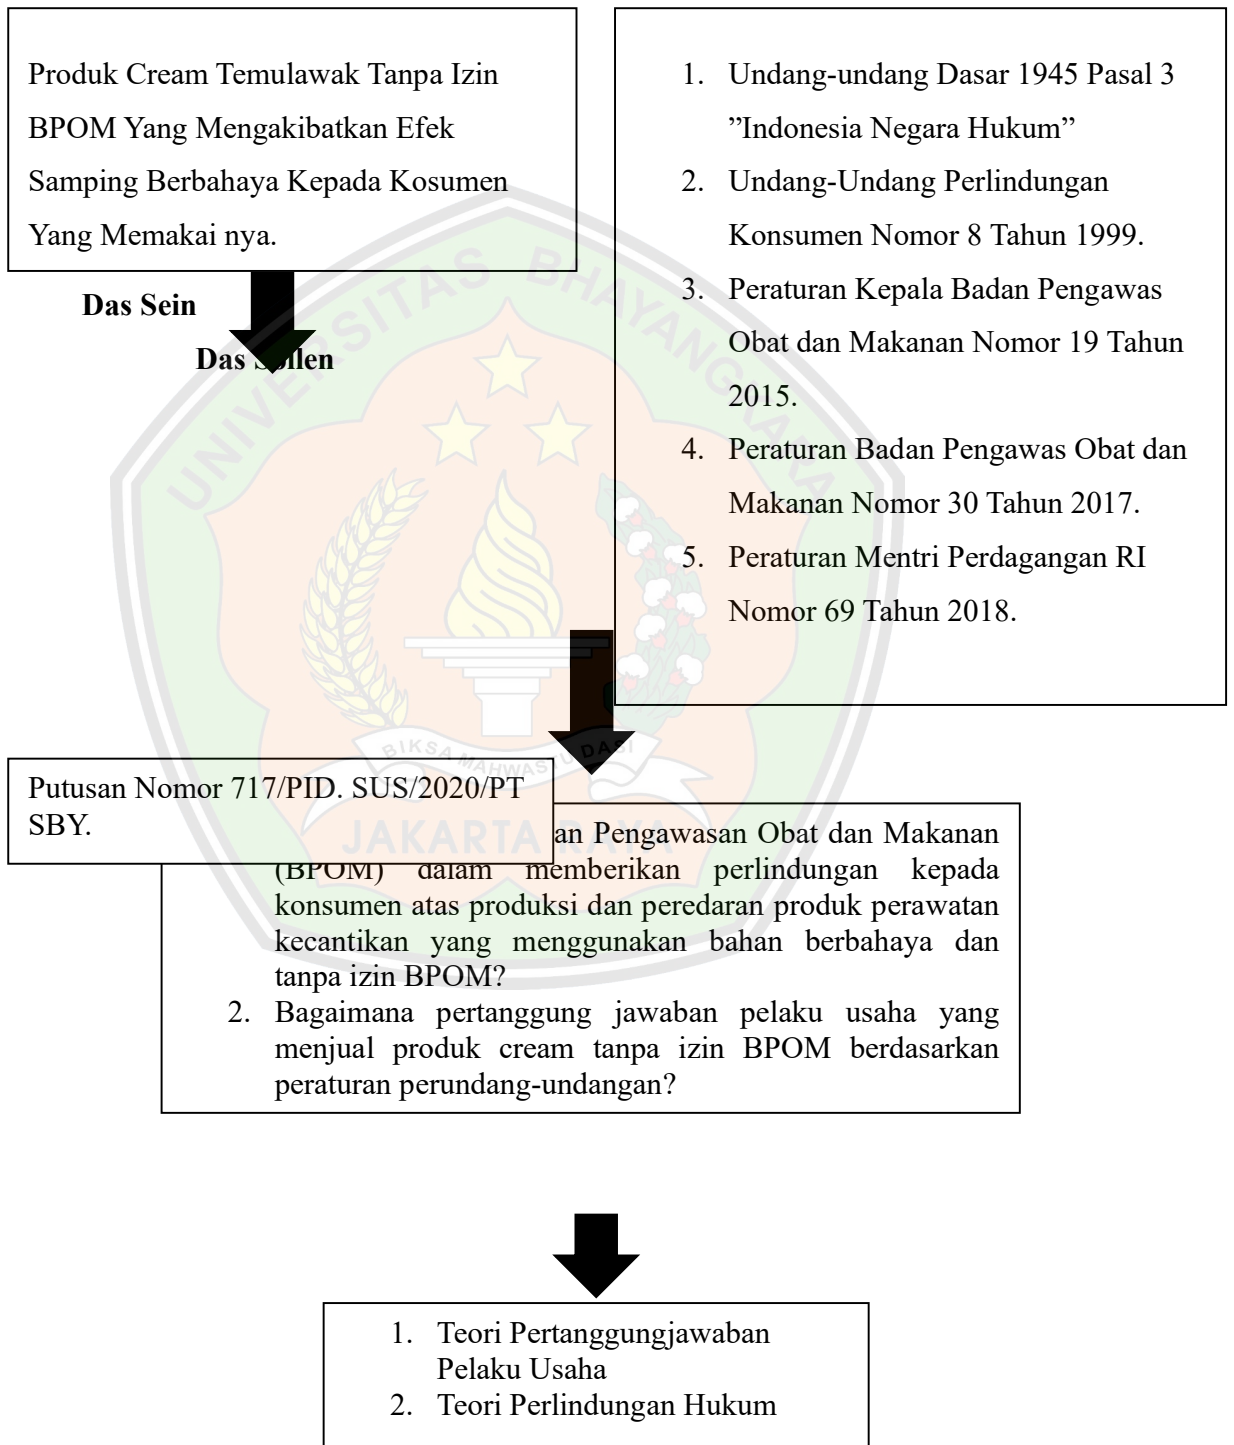 Produk Cream Temulawak Tanpa Izin
BPOM Yang Mengakibatkan Efek
Samping Berbahaya Kepada Kosumen
Yang Memakai nya.
1. Undang-undang Dasar 1945 Pasal 3
”Indonesia Negara Hukum”
2. Undang-Undang Perlindungan
Konsumen Nomor 8 Tahun 1999.
3. Peraturan Kepala Badan Pengawas
Obat dan Makanan Nomor 19 Tahun
2015.
4. Peraturan Badan Pengawas Obat dan
Makanan Nomor 30 Tahun 2017.
5. Peraturan Mentri Perdagangan RI
Nomor 69 Tahun 2018.
Das Sein
Das Sollen
UNIVERSITAS BHAYANGKARA
BIKSA MAHWAS DASI
JAKARTA RAYA
Putusan Nomor 717/PID. SUS/2020/PT
SBY.
an Pengawasan Obat dan Makanan
(BPOM) dalam memberikan perlindungan kepada
konsumen atas produksi dan peredaran produk perawatan
kecantikan yang menggunakan bahan berbahaya dan
tanpa izin BPOM?
2. Bagaimana pertanggung jawaban pelaku usaha yang
menjual produk cream tanpa izin BPOM berdasarkan
peraturan perundang-undangan?
1. Teori Pertanggungjawaban
Pelaku Usaha
2. Teori Perlindungan Hukum